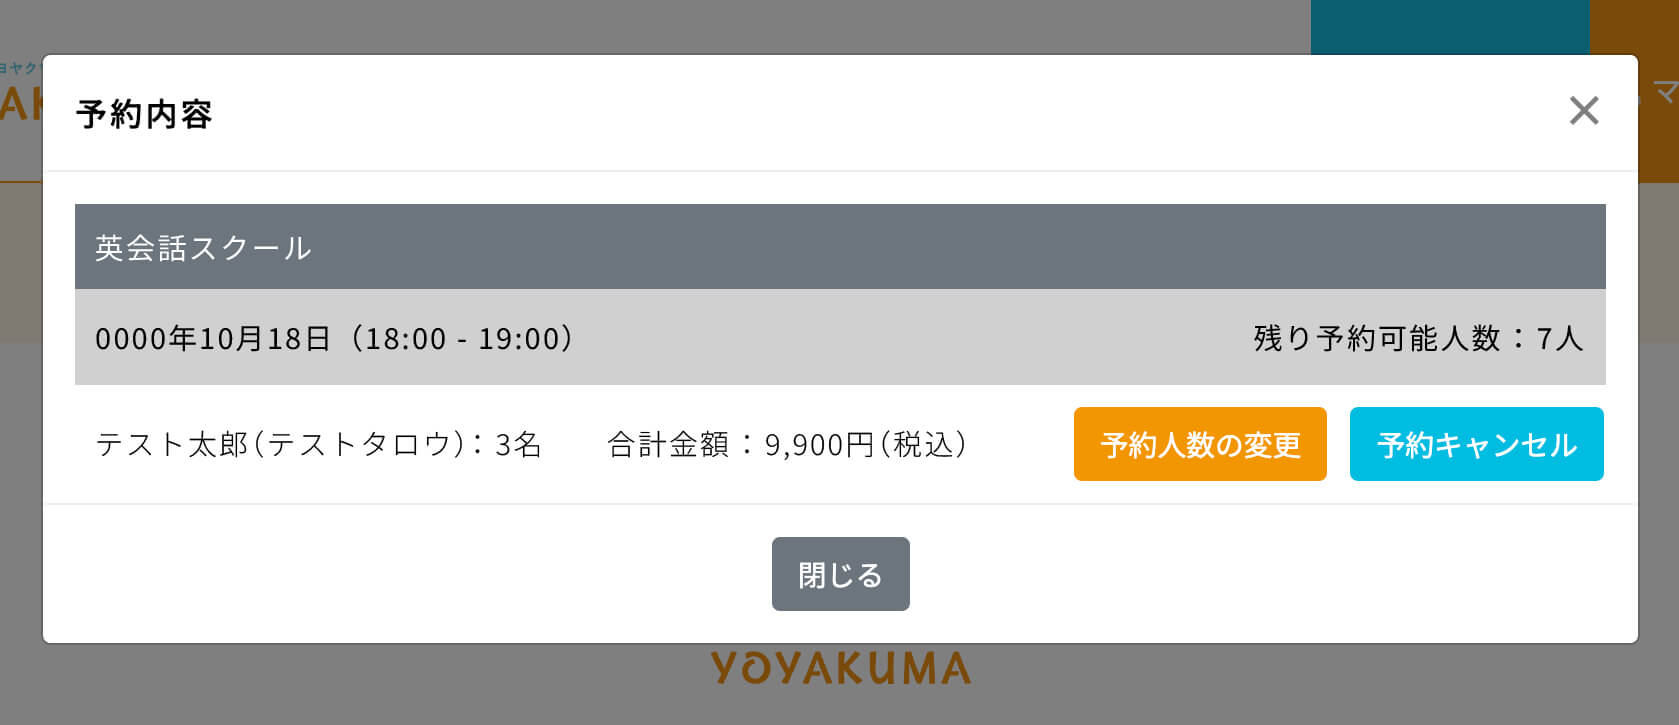 ヨヤク
AK
マ
予約内容
英会話スクール
0000年10月18日（18:00 - 19:00）　残り予約可能人数：7人
テスト太郎（テストタロウ）：3名　合計金額：9,900円（税込）　予約人数の変更　予約キャンセル
閉じる
YOYAKUMA